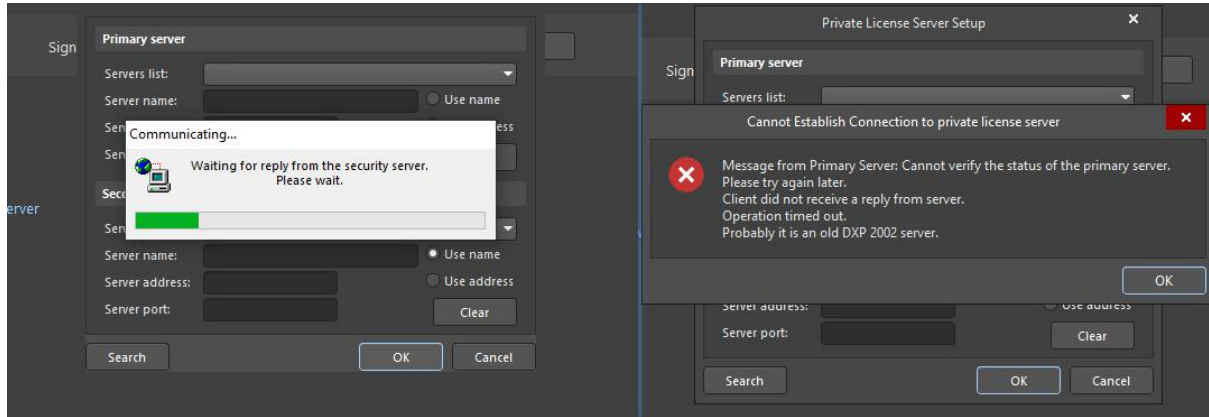 Sign
Primary server
Servers list:
Server name:
Use name
Communicating...
Waiting for reply from the security server.
Please wait.
erver
Server name:
Use name
Server address:
Use address
Server port:
Clear
Search
OK
Cancel
Private License Server Setup
Sign
Primary server
Servers list:
Cannot Establish Connection to private license server
Message from Primary Server: Cannot verify the status of the primary server.
Please try again later.
Client did not receive a reply from server.
Operation timed out.
Probably it is an old DXP 2002 server.
OK
Server address:
Use address
Server port:
Clear
Search
OK
Cancel